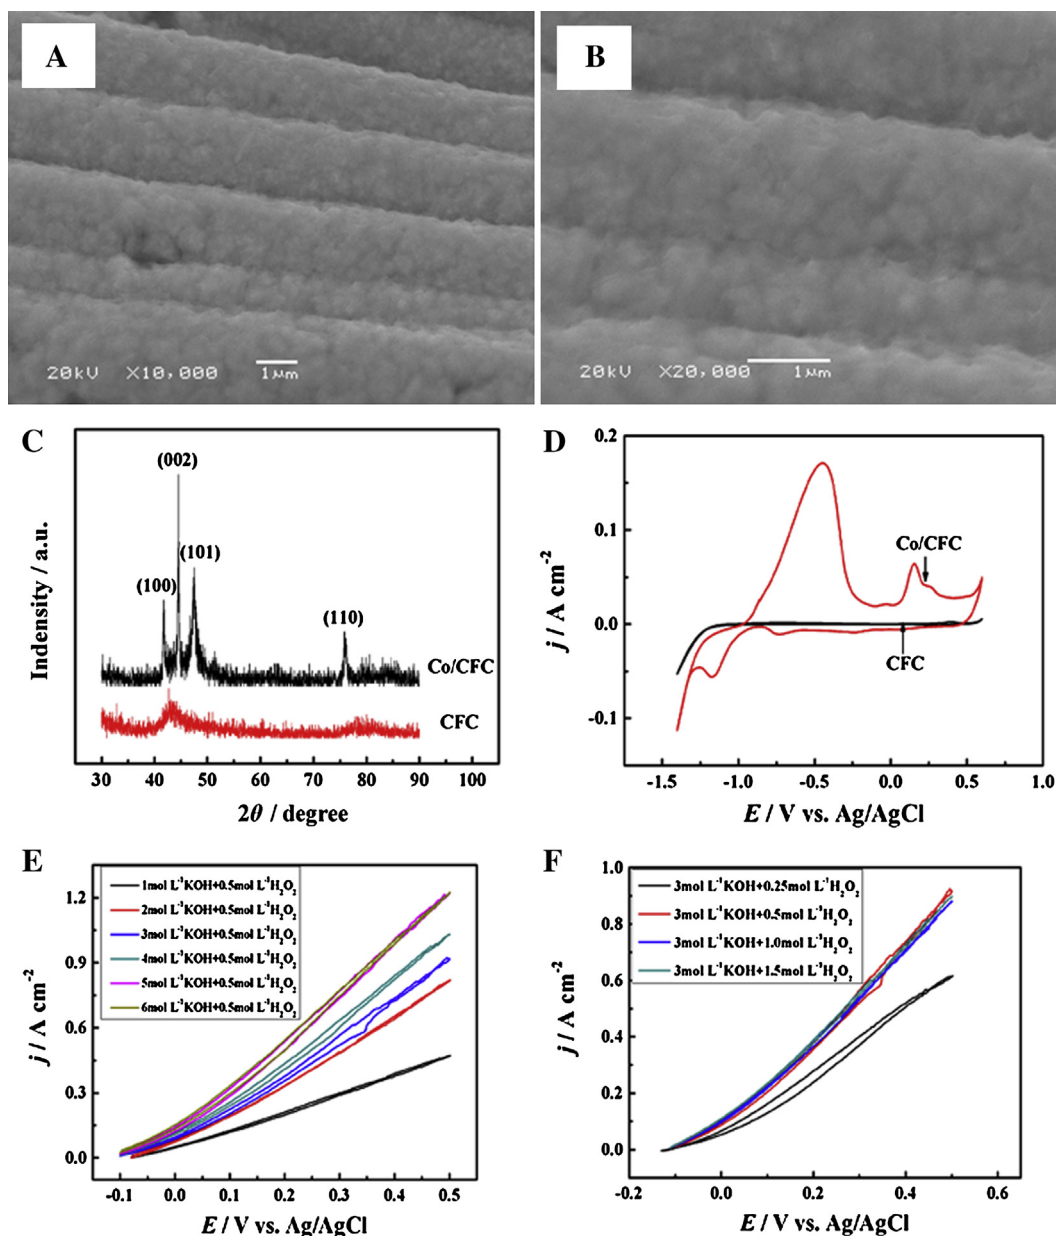 A
20kV X10,000 1μm
B
20kV X20,000 1μm
C
Indensity / a.u.
(100)
(002)
(101)
(110)
Co/CFC
CFC
30 40 50 60 70 80 90 100
2θ / degree
D
j / A cm⁻²
0.2
0.1
0.0
-0.1
Co/CFC
CFC
-1.5 -1.0 -0.5 0.0 0.5 1.0
E / V vs. Ag/AgCl
E
j / A cm⁻²
1.2
0.9
0.6
0.3
0.0
1mol L⁻¹KOH+0.5mol L⁻¹H₂O₂
2mol L⁻¹KOH+0.5mol L⁻¹H₂O₂
3mol L⁻¹KOH+0.5mol L⁻¹H₂O₂
4mol L⁻¹KOH+0.5mol L⁻¹H₂O₂
5mol L⁻¹KOH+0.5mol L⁻¹H₂O₂
6mol L⁻¹KOH+0.5mol L⁻¹H₂O₂
-0.1 0.0 0.1 0.2 0.3 0.4 0.5
E / V vs. Ag/AgCl
F
j / A cm⁻²
1.0
0.8
0.6
0.4
0.2
0.0
3mol L⁻¹KOH+0.25mol L⁻¹H₂O₂
3mol L⁻¹KOH+0.5mol L⁻¹H₂O₂
3mol L⁻¹KOH+1.0mol L⁻¹H₂O₂
3mol L⁻¹KOH+1.5mol L⁻¹H₂O₂
-0.2 0.0 0.2 0.4 0.6
E / V vs. Ag/AgCl